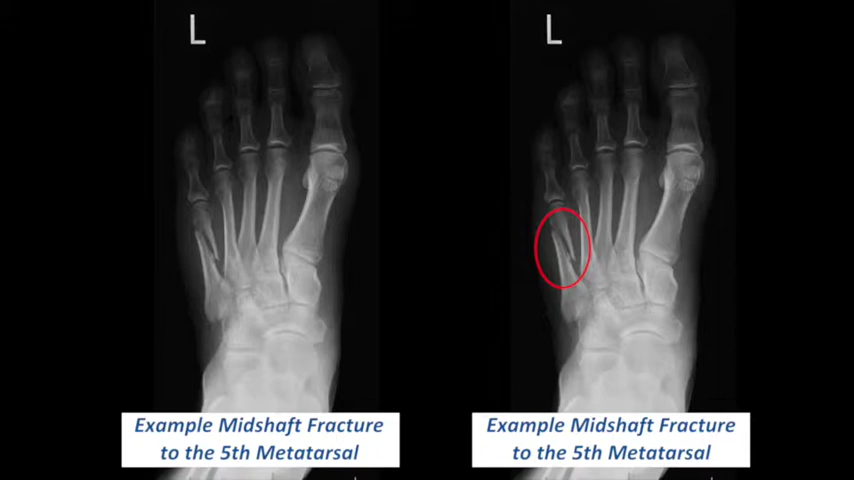 L
L
Example Midshaft Fracture
to the 5th Metatarsal
Example Midshaft Fracture
to the 5th Metatarsal